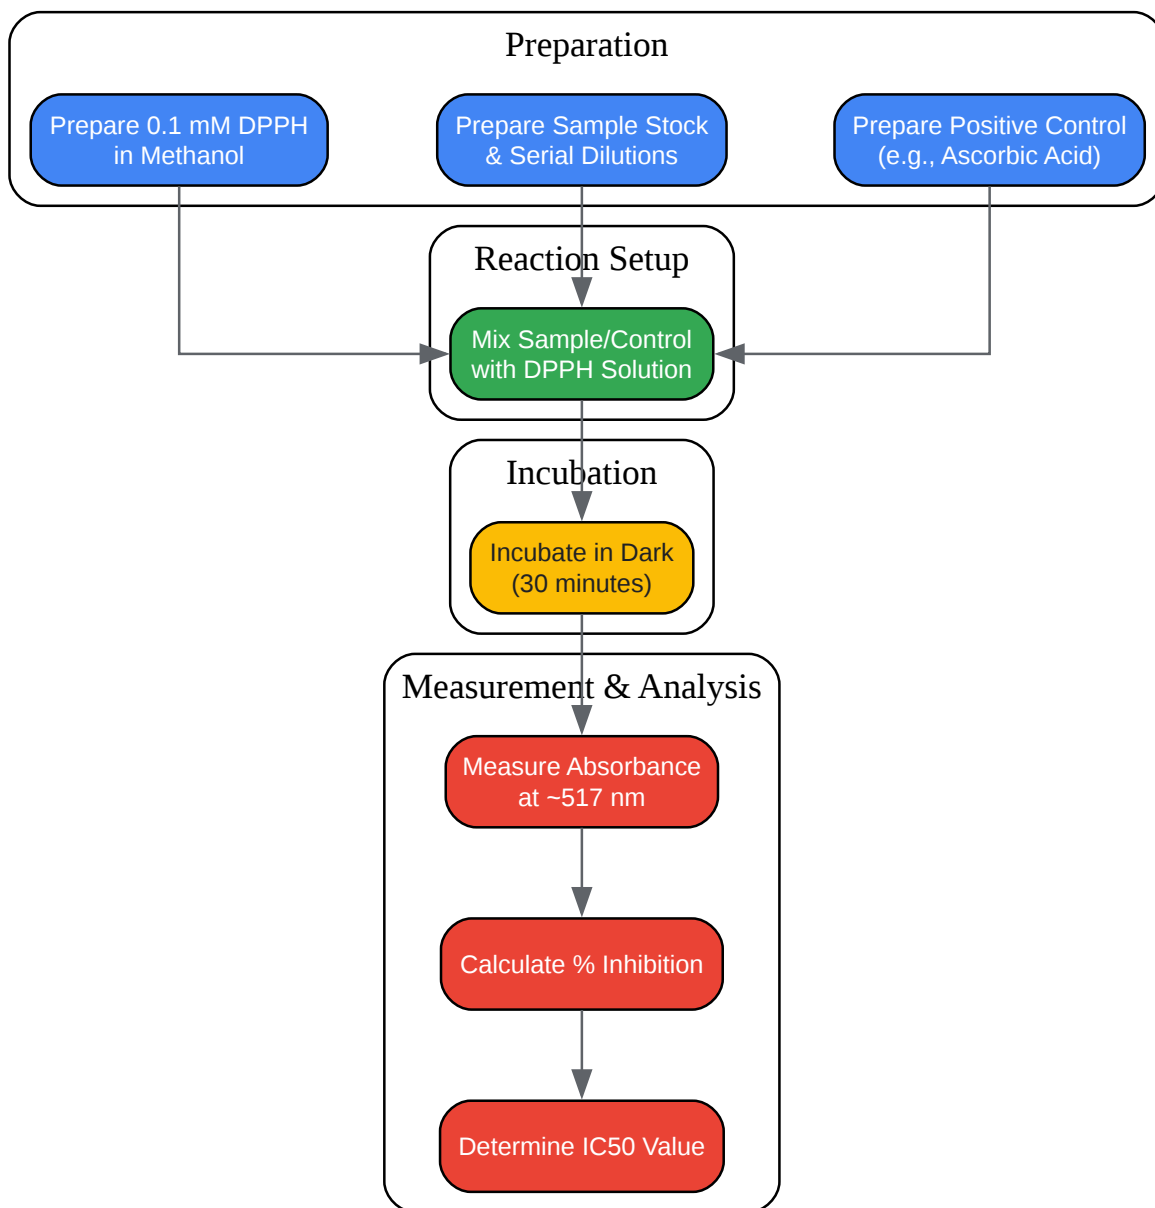 Preparation
Prepare 0.1 mM DPPH
in Methanol
Prepare Sample Stock
& Serial Dilutions
Prepare Positive Control
(e.g., Ascorbic Acid)
Reaction Setup
Mix Sample/Control
with DPPH Solution
Incubation
Incubate in Dark
(30 minutes)
Measurement & Analysis
Measure Absorbance
at ~517 nm
Calculate % Inhibition
Determine IC50 Value